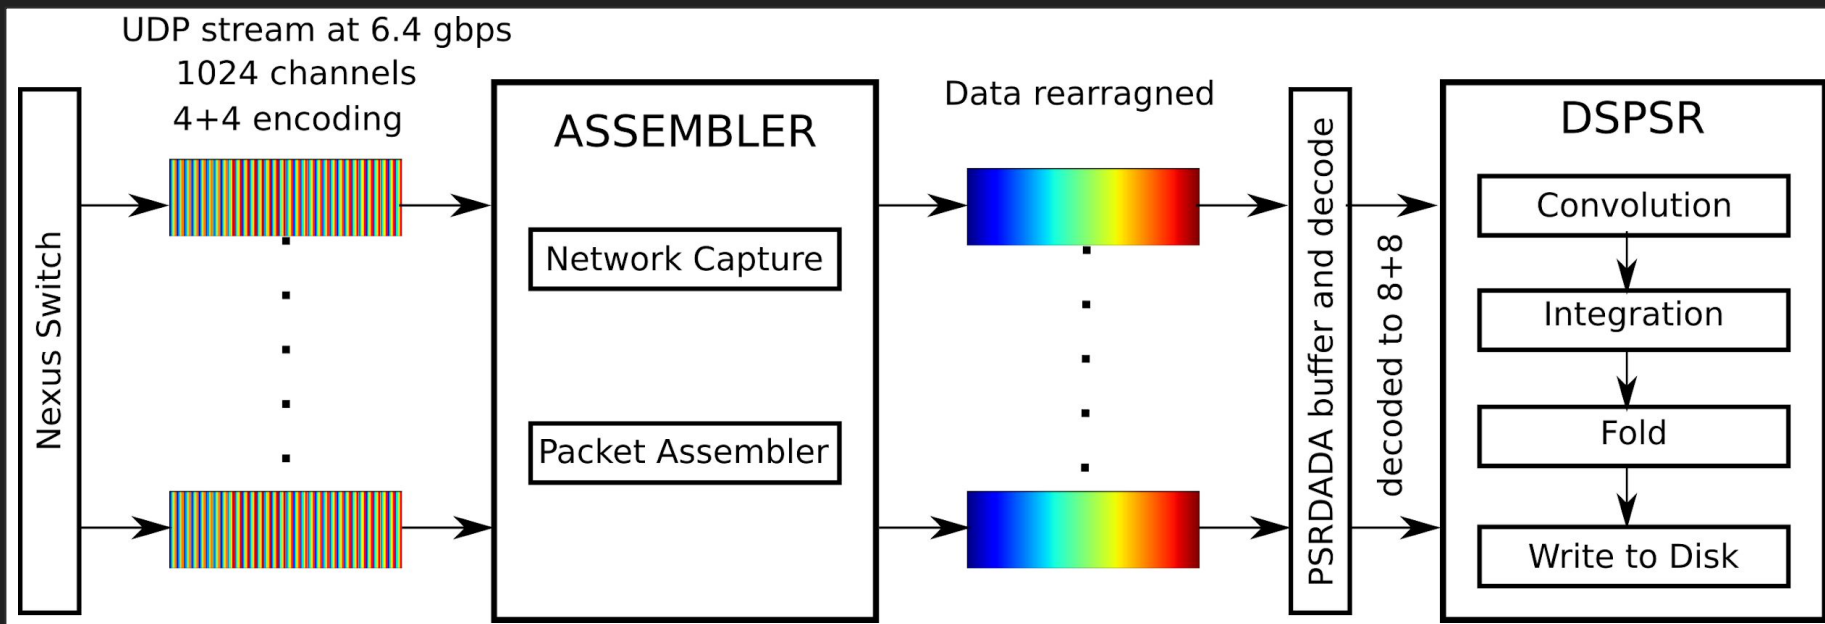 UDP stream at 6.4 gbps
1024 channels
4+4 encoding
Nexus Switch
ASSEMBLER
Network Capture
Packet Assembler
Data rearragned
PSRDADA buffer and decode
decoded to 8+8
DSPSR
Convolution
Integration
Fold
Write to Disk